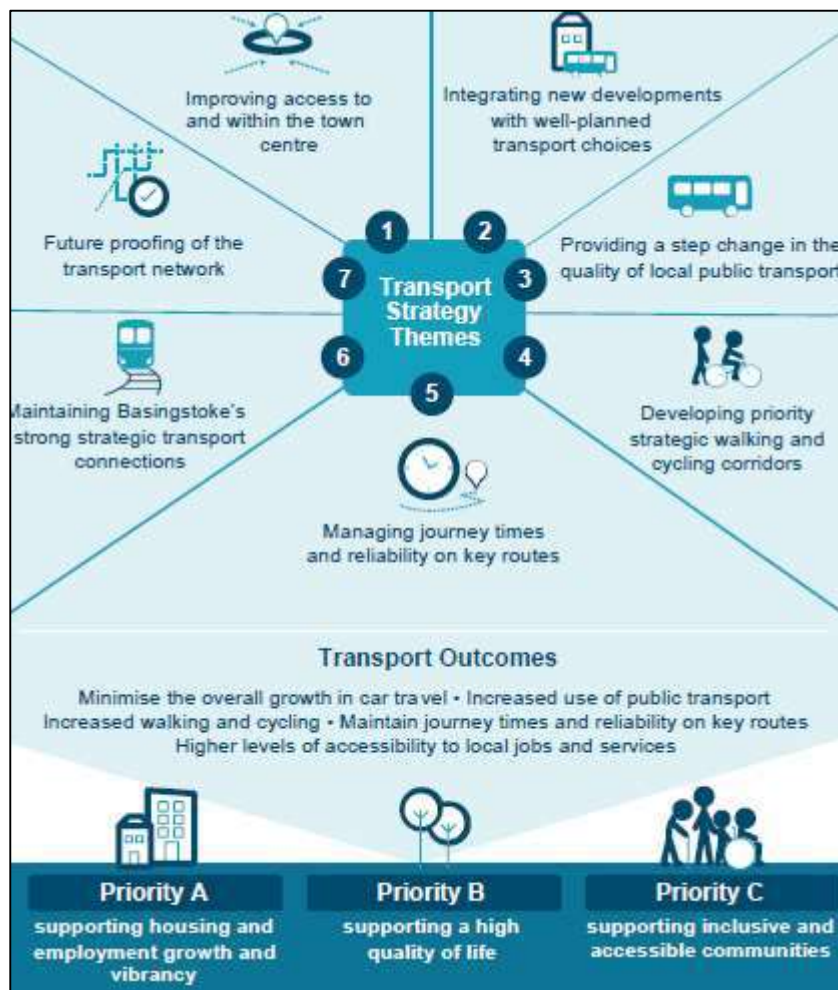 Improving access to
and within the town
centre
Integrating new developments
with well-planned
transport choices
Future proofing of the
transport network
Providing a step change in the
quality of local public transport
1
2
7
3
Transport
Strategy
Themes
6
4
5
Maintaining Basingstoke's
strong strategic transport
connections
Developing priority
strategic walking and
cycling corridors
Managing journey times
and reliability on key routes
Transport Outcomes
Minimise the overall growth in car travel • Increased use of public transport
Increased walking and cycling • Maintain journey times and reliability on key routes
Higher levels of accessibility to local jobs and services
Priority A
supporting housing and
employment growth and
vibrancy
Priority B
supporting a high
quality of life
Priority C
supporting inclusive and
accessible communities